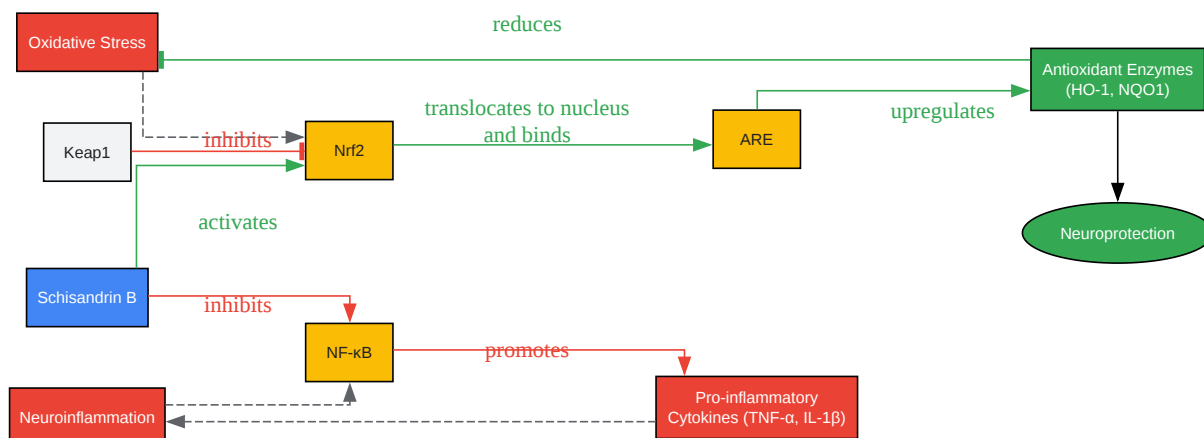 reduces
Oxidative Stress
Antioxidant Enzymes
(HO-1, NQO1)
translocates to nucleus
and binds
upregulates
inhibits
Keap1
Nrf2
ARE
activates
Neuroprotection
Schisandrin B
inhibits
NF-κB
promotes
Neuroinflammation
Pro-inflammatory
Cytokines (TNF-α, IL-1β)